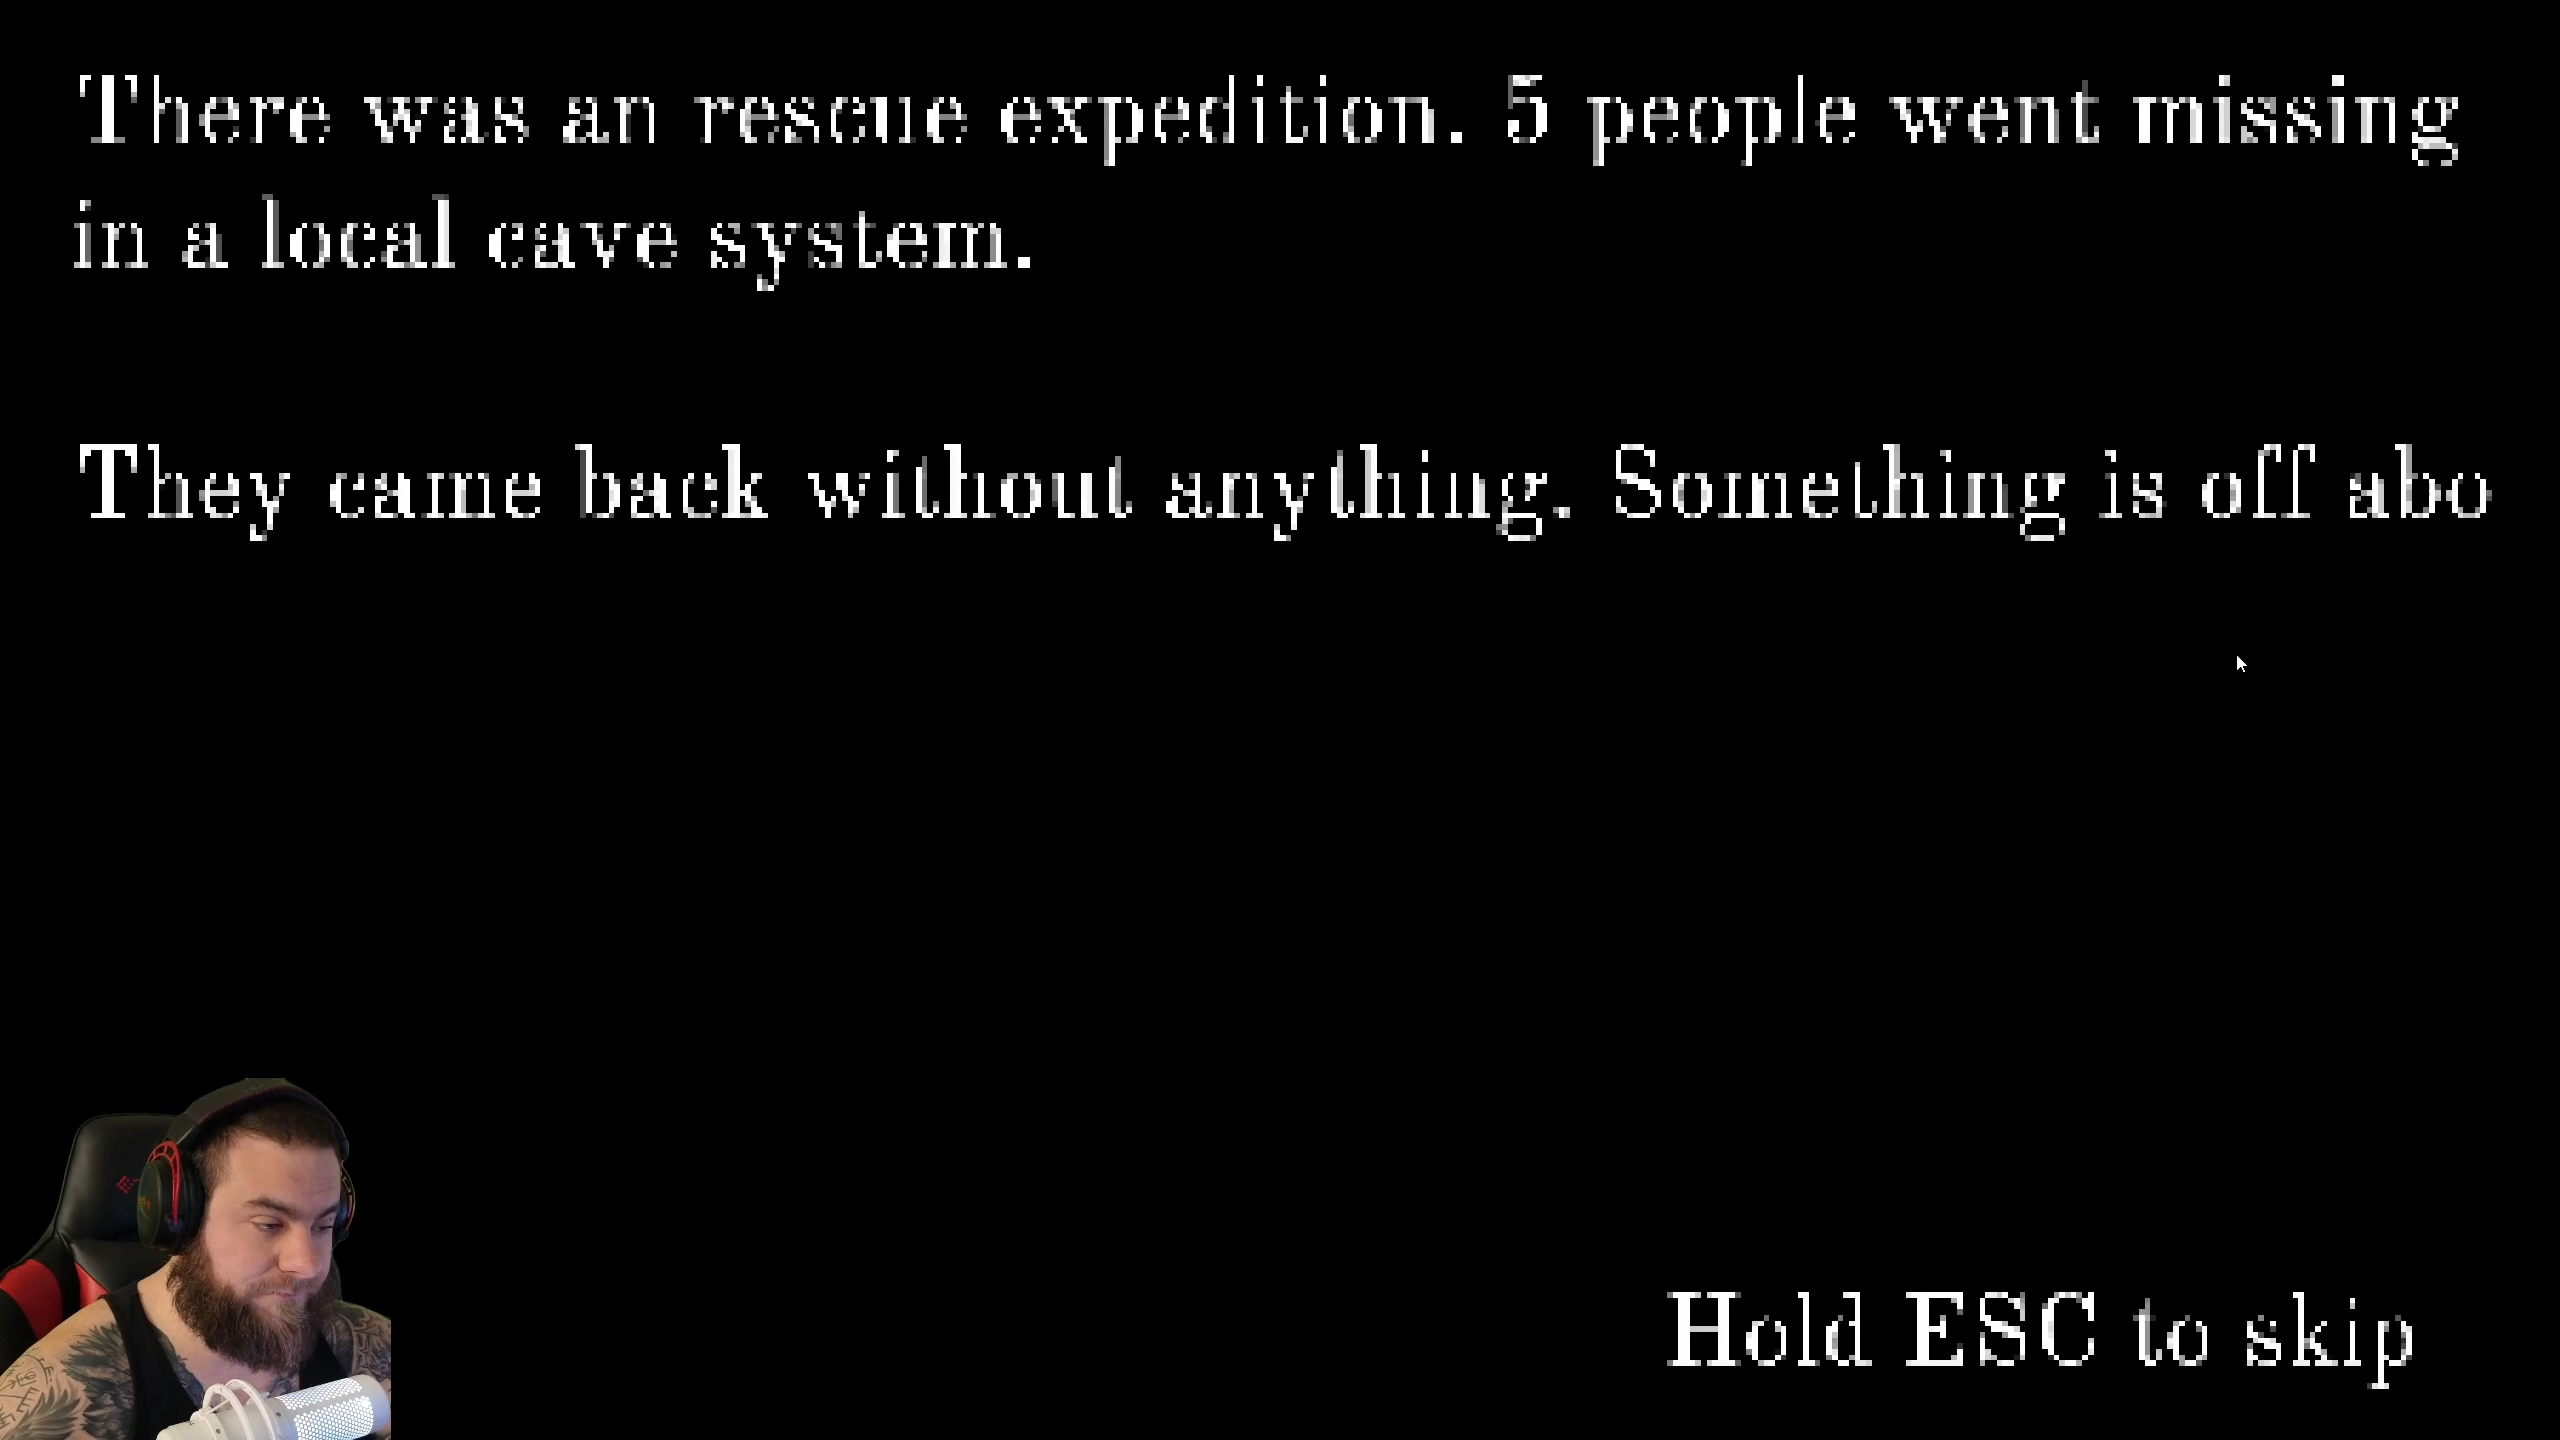 There was an rescue expedition. 5 people went missing
in a local cave system.
They came back without anything. Something is off abo
Hold ESC to skip